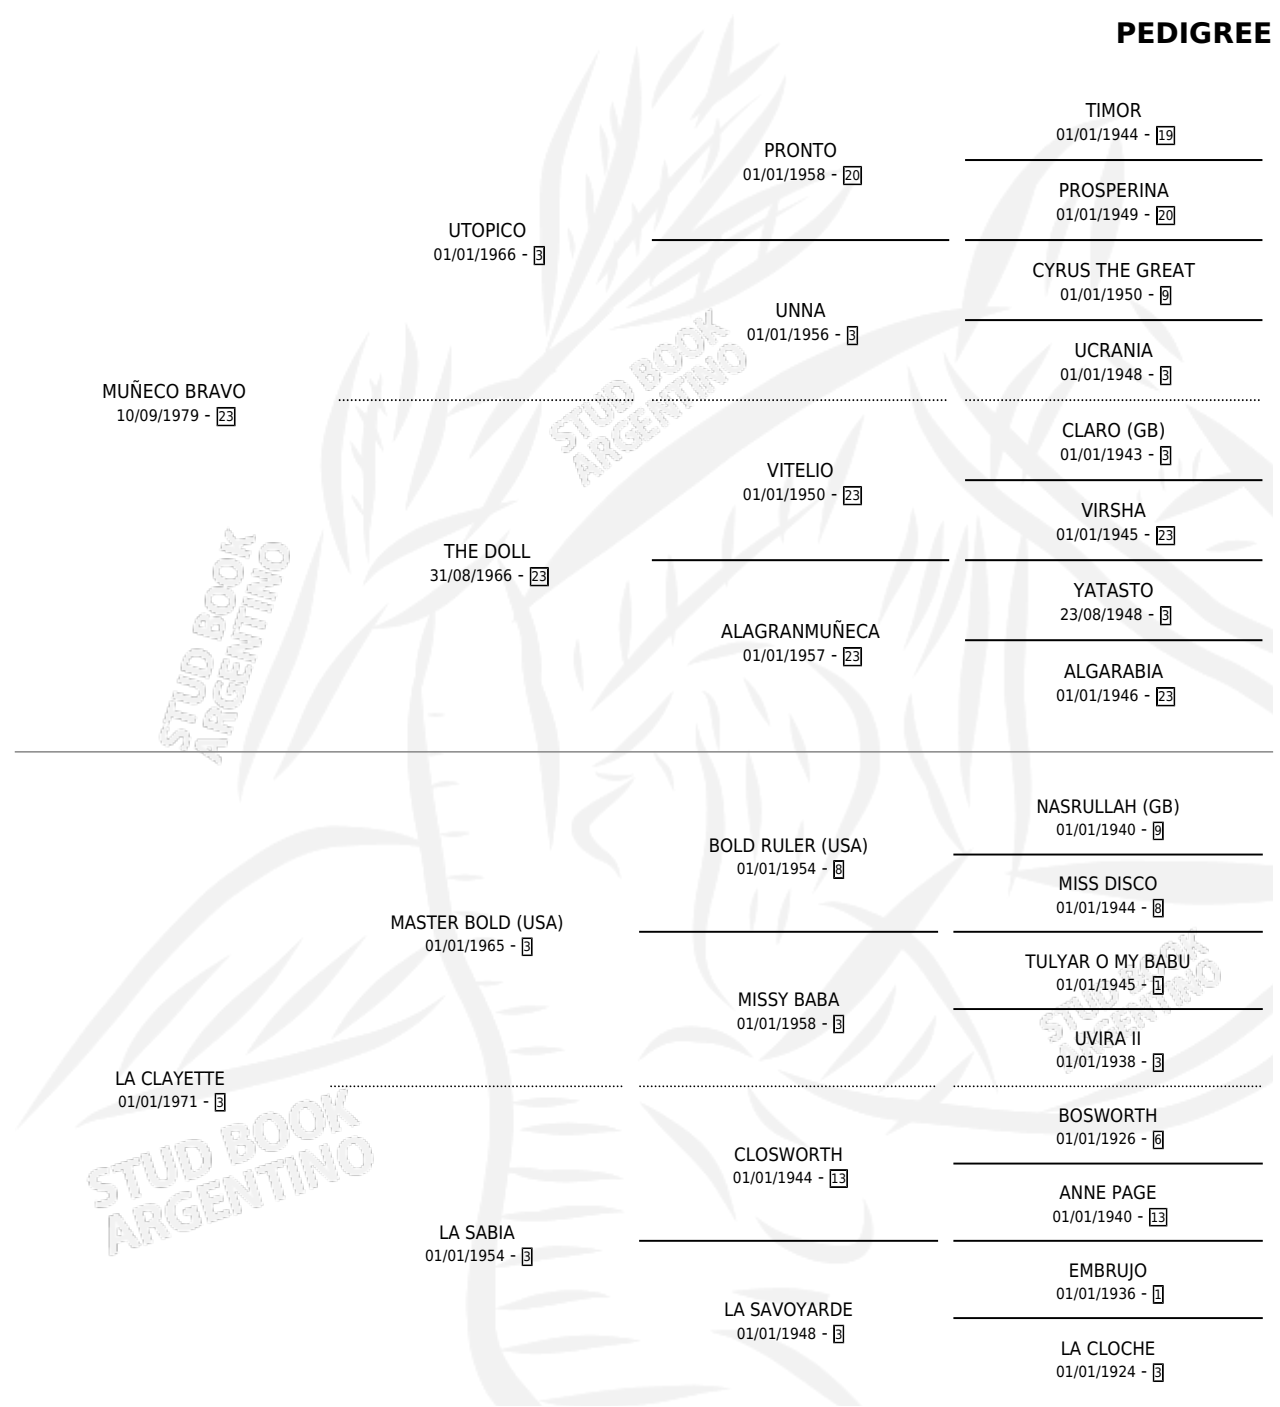 PEDIGREE
TIMOR
01/01/1944 - 19
PRONTO
01/01/1958 - 20
PROSPERINA
01/01/1949 - 20
UTOPICO
01/01/1966 - 3
CYRUS THE GREAT
01/01/1950 - 9
UNNA
01/01/1956 - 3
UCRANIA
01/01/1948 - 3
MUÑECO BRAVO
10/09/1979 - 23
CLARO (GB)
01/01/1943 - 3
VITELIO
01/01/1950 - 23
VIRSHA
01/01/1945 - 23
THE DOLL
31/08/1966 - 23
YATASTO
23/08/1948 - 3
ALAGRANMUÑECA
01/01/1957 - 23
ALGARABIA
01/01/1946 - 23
NASRULLAH (GB)
01/01/1940 - 9
BOLD RULER (USA)
01/01/1954 - 8
MISS DISCO
01/01/1944 - 8
MASTER BOLD (USA)
01/01/1965 - 3
TULYAR O MY BABU
01/01/1945 - 1
MISSY BABA
01/01/1958 - 3
UVIRA II
01/01/1938 - 3
LA CLAYETTE
01/01/1971 - 3
BOSWORTH
01/01/1926 - 6
CLOSWORTH
01/01/1944 - 13
ANNE PAGE
01/01/1940 - 13
LA SABIA
01/01/1954 - 3
EMBRUJO
01/01/1936 - 1
LA SAVOYARDE
01/01/1948 - 3
LA CLOCHE
01/01/1924 - 3
STUD BOOK
ARGENTINO
STUD BOOK
ARGENTINO
STUD BOOK
ARGENTINO
STUD BOOK
ARGENTINO